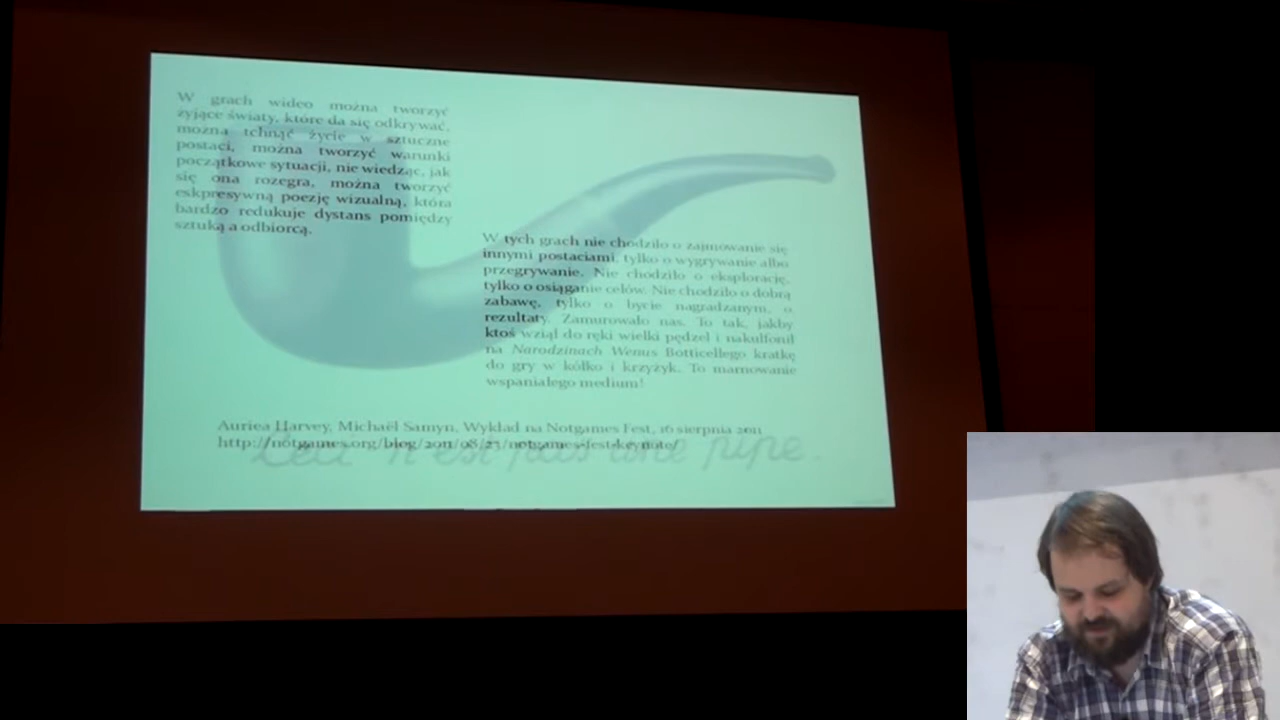 W grach wideo można tworzyć
żyjące światy, które da się odkrywać,
można tchnąć życie w sztuczne
postaci, można tworzyć warunki
początkowe sytuacji, nie wiedząc, jak
się ona rozegra, można tworzyć
eskpresywną poezję wizualną, która
bardzo redukuje dystans pomiędzy
sztuką a odbiorcą.
W tych grach nie chodziło o zajmowanie się
innymi postaciami, tylko o wygrywanie albo
przegrywanie. Nie chodziło o eksplorację,
tylko o osiąganie celów. Nie chodziło o dobrą
zabawę, tylko o bycie nagradzanym, o
rezultaty. Zamurowało nas. To tak, jakby
ktoś wziął do ręki wielki pędzel i nakulfonił
na Narodzinach Wenus Botticellego kratkę
do gry w kółko i krzyżyk. To marnowanie
wspaniałego medium!
Auriea Harvey, Michaël Samyn, Wykład na Notgames Fest, 16 sierpnia 2011
http://notgames.org/blog/2011/08/23/notgames-fest-keynote/
Ceci n'est pas une pipe.